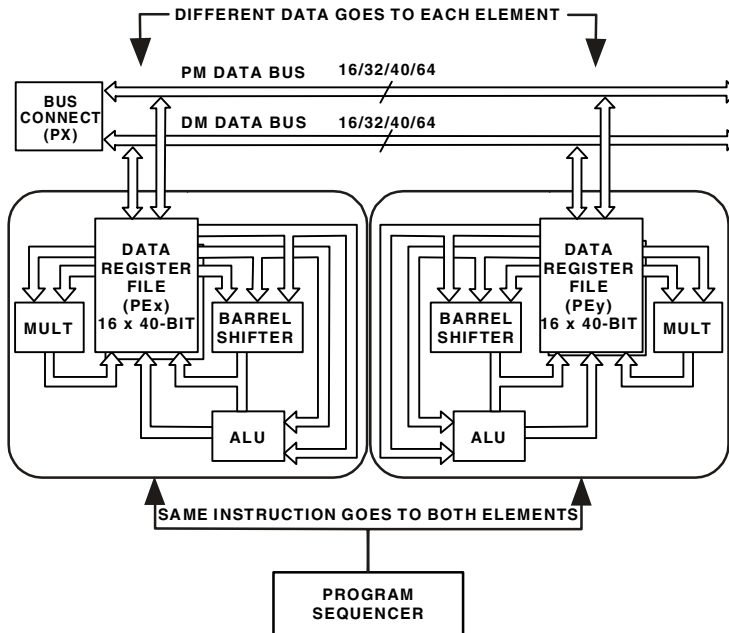 DIFFERENT DATA GOES TO EACH ELEMENT
PM DATA BUS 16/32/40/64
BUS
CONNECT
(PX)
DM DATA BUS 16/32/40/64
DATA
REGISTER
FILE
(PEx)
16 x 40-BIT
MULT
BARREL
SHIFTER
ALU
DATA
REGISTER
FILE
(PEy)
16 x 40-BIT
BARREL
SHIFTER
MULT
ALU
SAME INSTRUCTION GOES TO BOTH ELEMENTS
PROGRAM
SEQUENCER